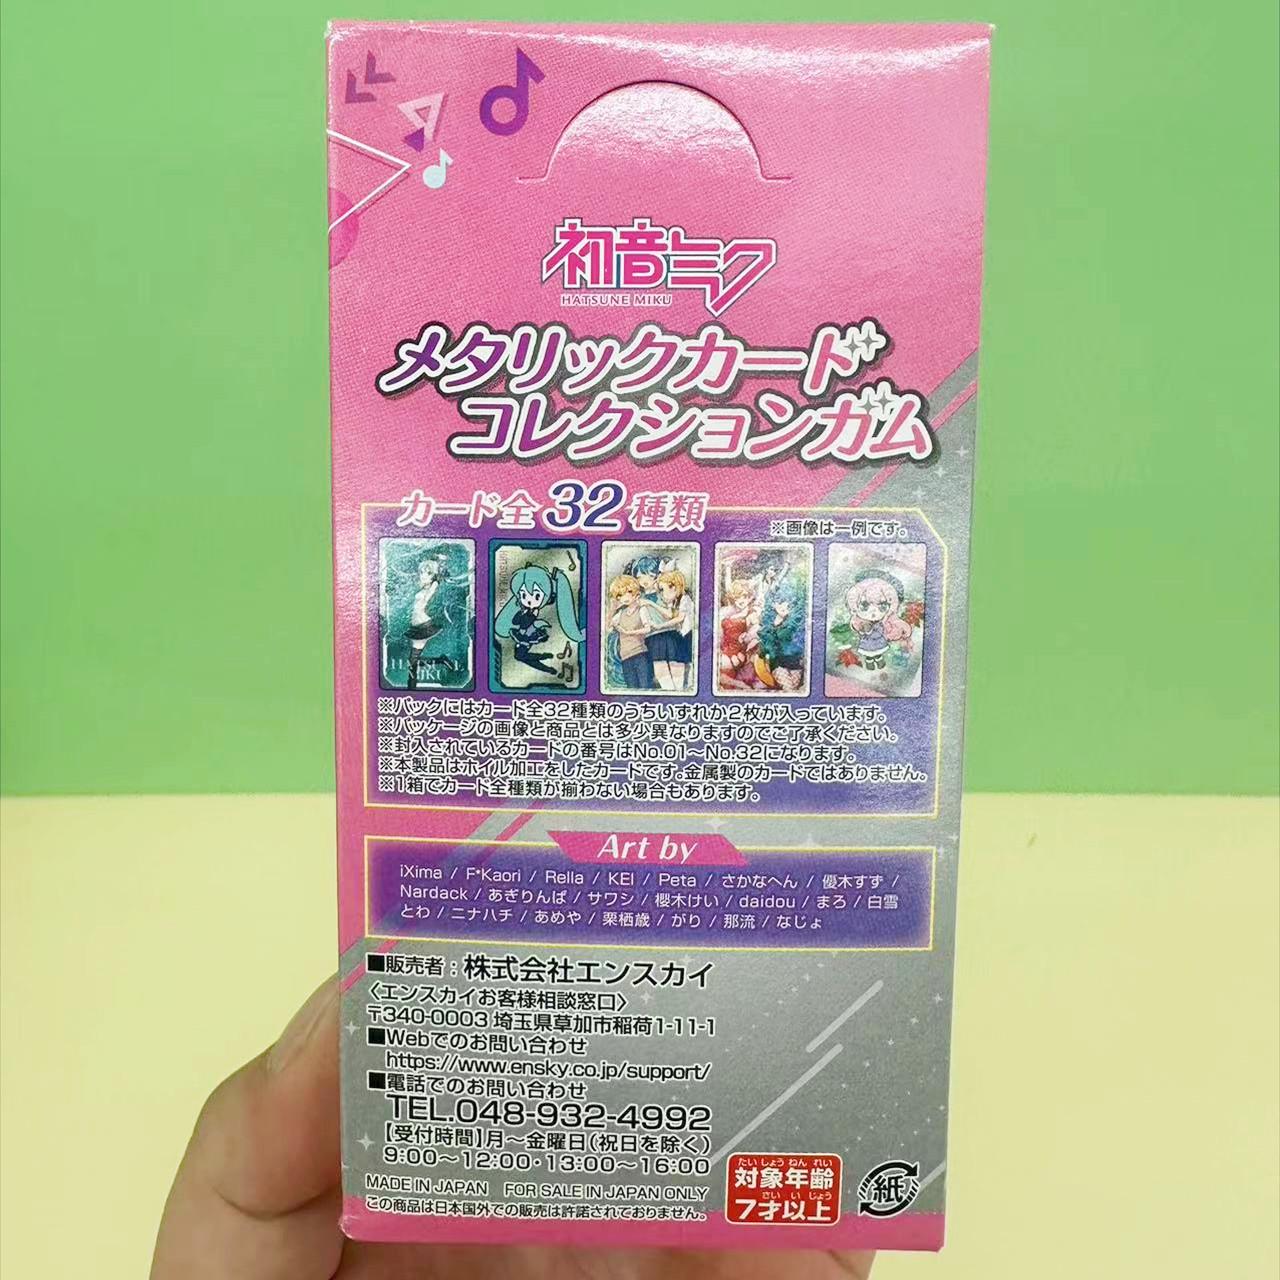 初音ミク
HATSUNE MIKU
メタリックカード
コレクションガム
カード全32種類
※画像は一例です。
HATSUNE
MIKU
※パックにはカード全32種類のうちいずれか2枚が入っています。
※パッケージの画像と商品とは多少異なりますのでご了承ください。
※封入されているカードの番号はNo.01〜No.32になります。
※本製品はホイル加工をしたカードです。金属製のカードではありません。
※1箱でカード全種類が揃わない場合もあります。
Art by
iXima / F*Kaori / Rella / KEI / Peta / さかなへん / 優木すず /
Nardack / あぎりんぱ / サワシ / 櫻木けい / daidou / まろ / 白雪
とわ / ニナハチ / あめや / 栗栖歳 / がり / 那流 / なじょ
■販売者：株式会社エンスカイ
〈エンスカイお客様相談窓口〉
〒340-0003 埼玉県草加市稲荷1-11-1
■Webでのお問い合わせ
https://www.ensky.co.jp/support/
■電話でのお問い合わせ
TEL.048-932-4992
【受付時間】月〜金曜日(祝日を除く)
9:00〜12:00・13:00〜16:00
MADE IN JAPAN FOR SALE IN JAPAN ONLY
この商品は日本国外での販売は許諾されておりません。
たいしょうねんれい
対象年齢
さいいじょう
7才以上
紙